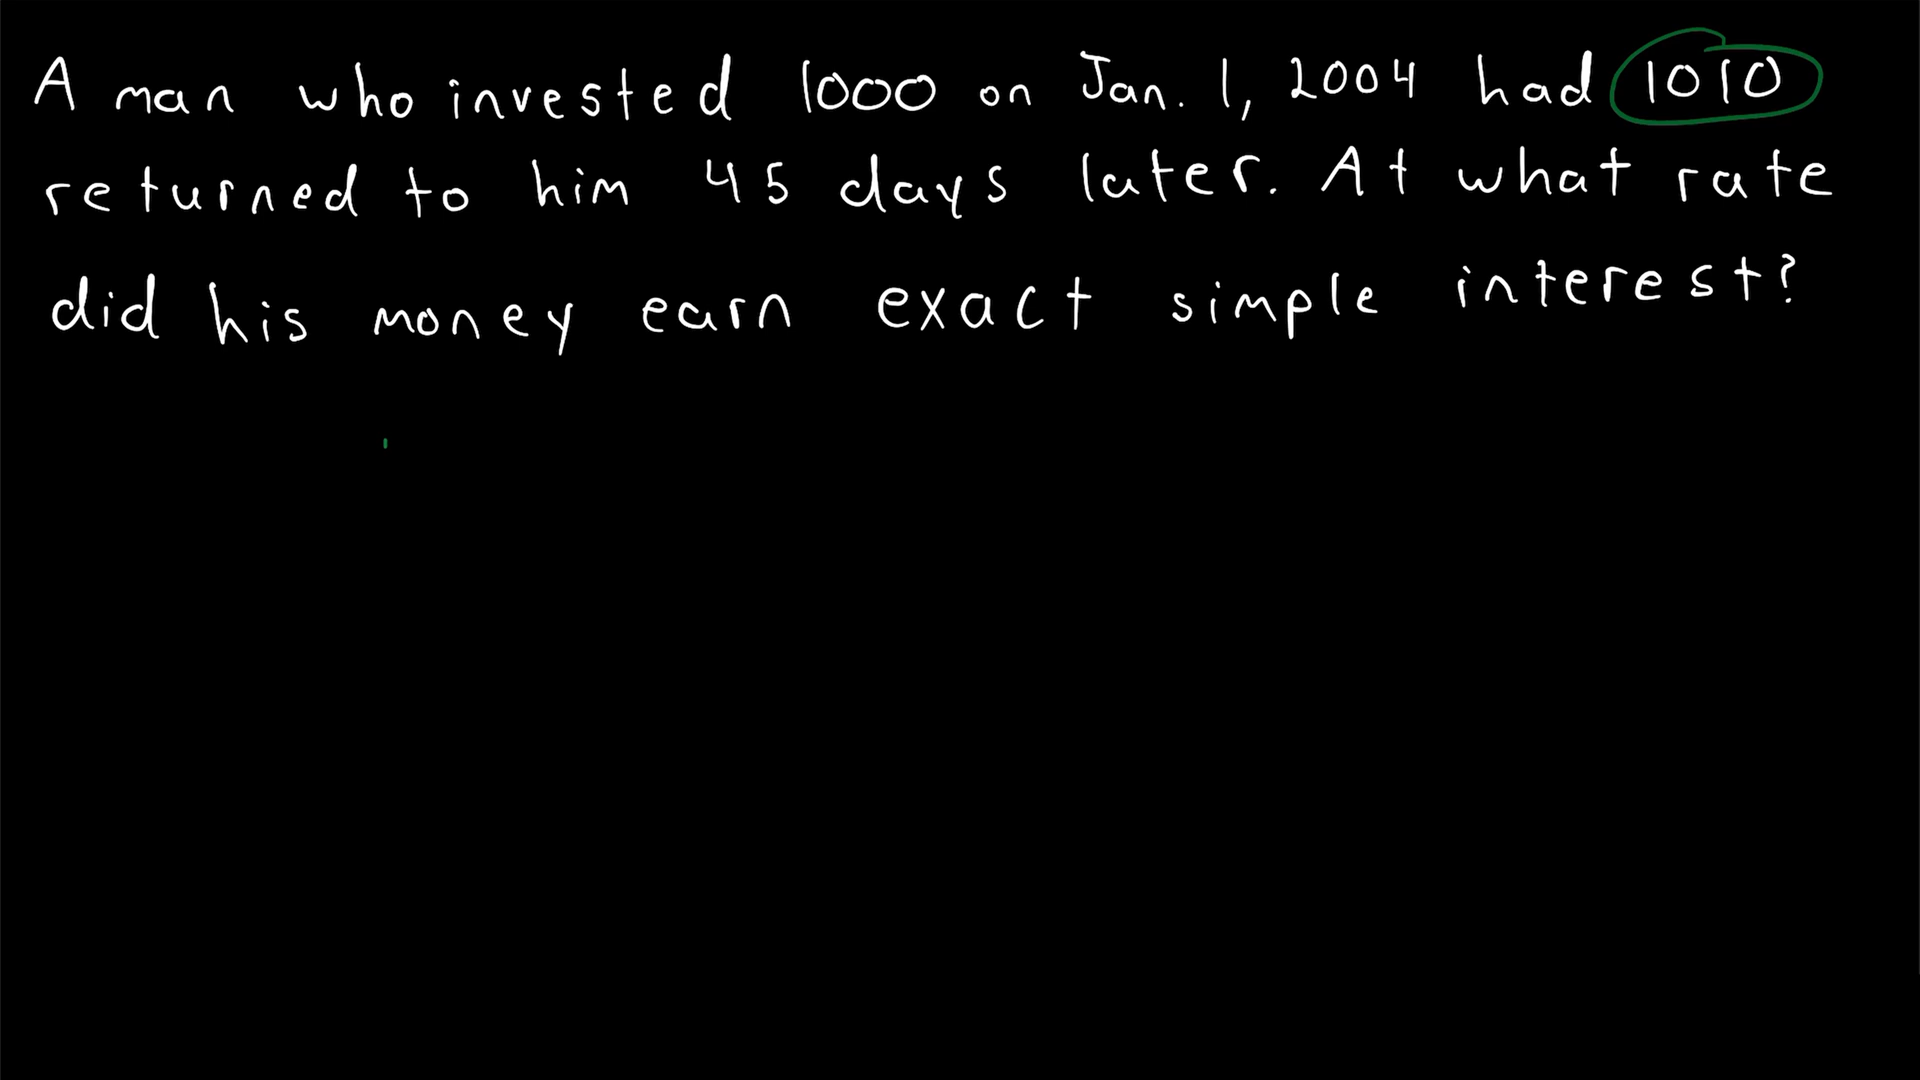 A man who invested 1000 on Jan. 1, 2004 had 1010
returned to him 45 days later. At what rate
did his money earn exact simple interest?